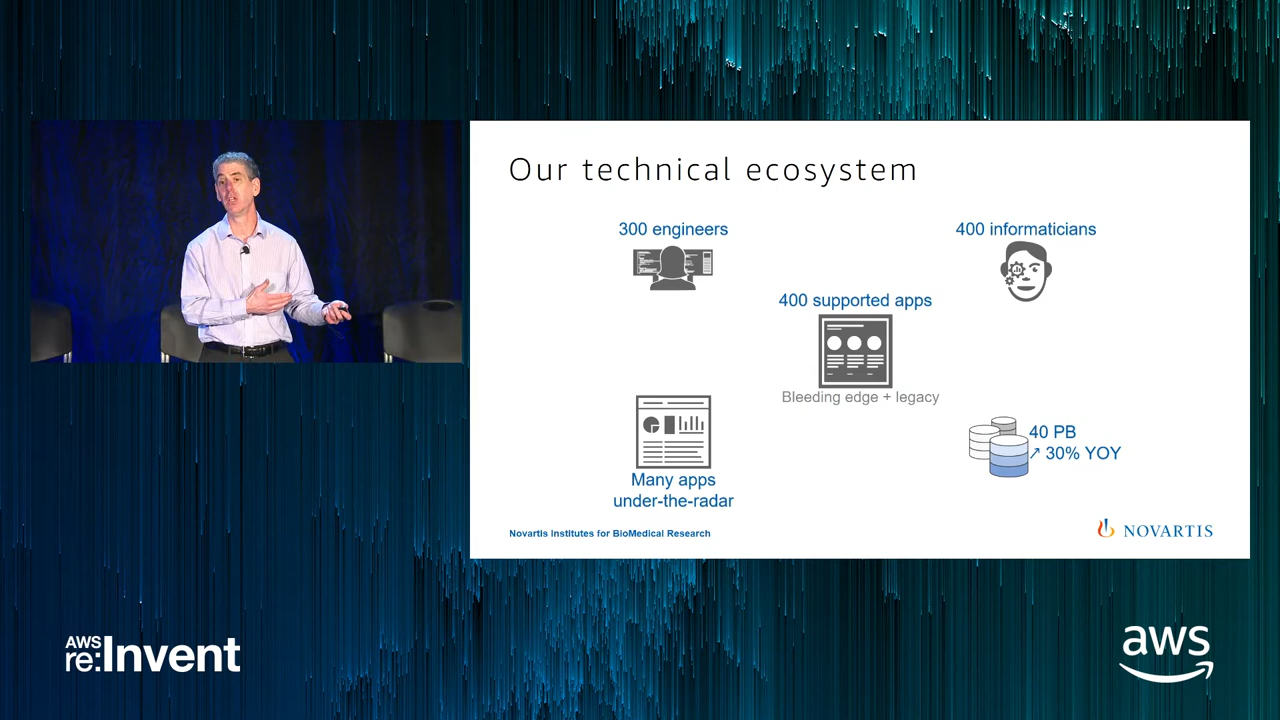 Our technical ecosystem
300 engineers
400 informaticians
400 supported apps
Bleeding edge + legacy
Many apps
under-the-radar
40 PB
↗ 30% YOY
Novartis Institutes for BioMedical Research
NOVARTIS
AWS
re:Invent
aws